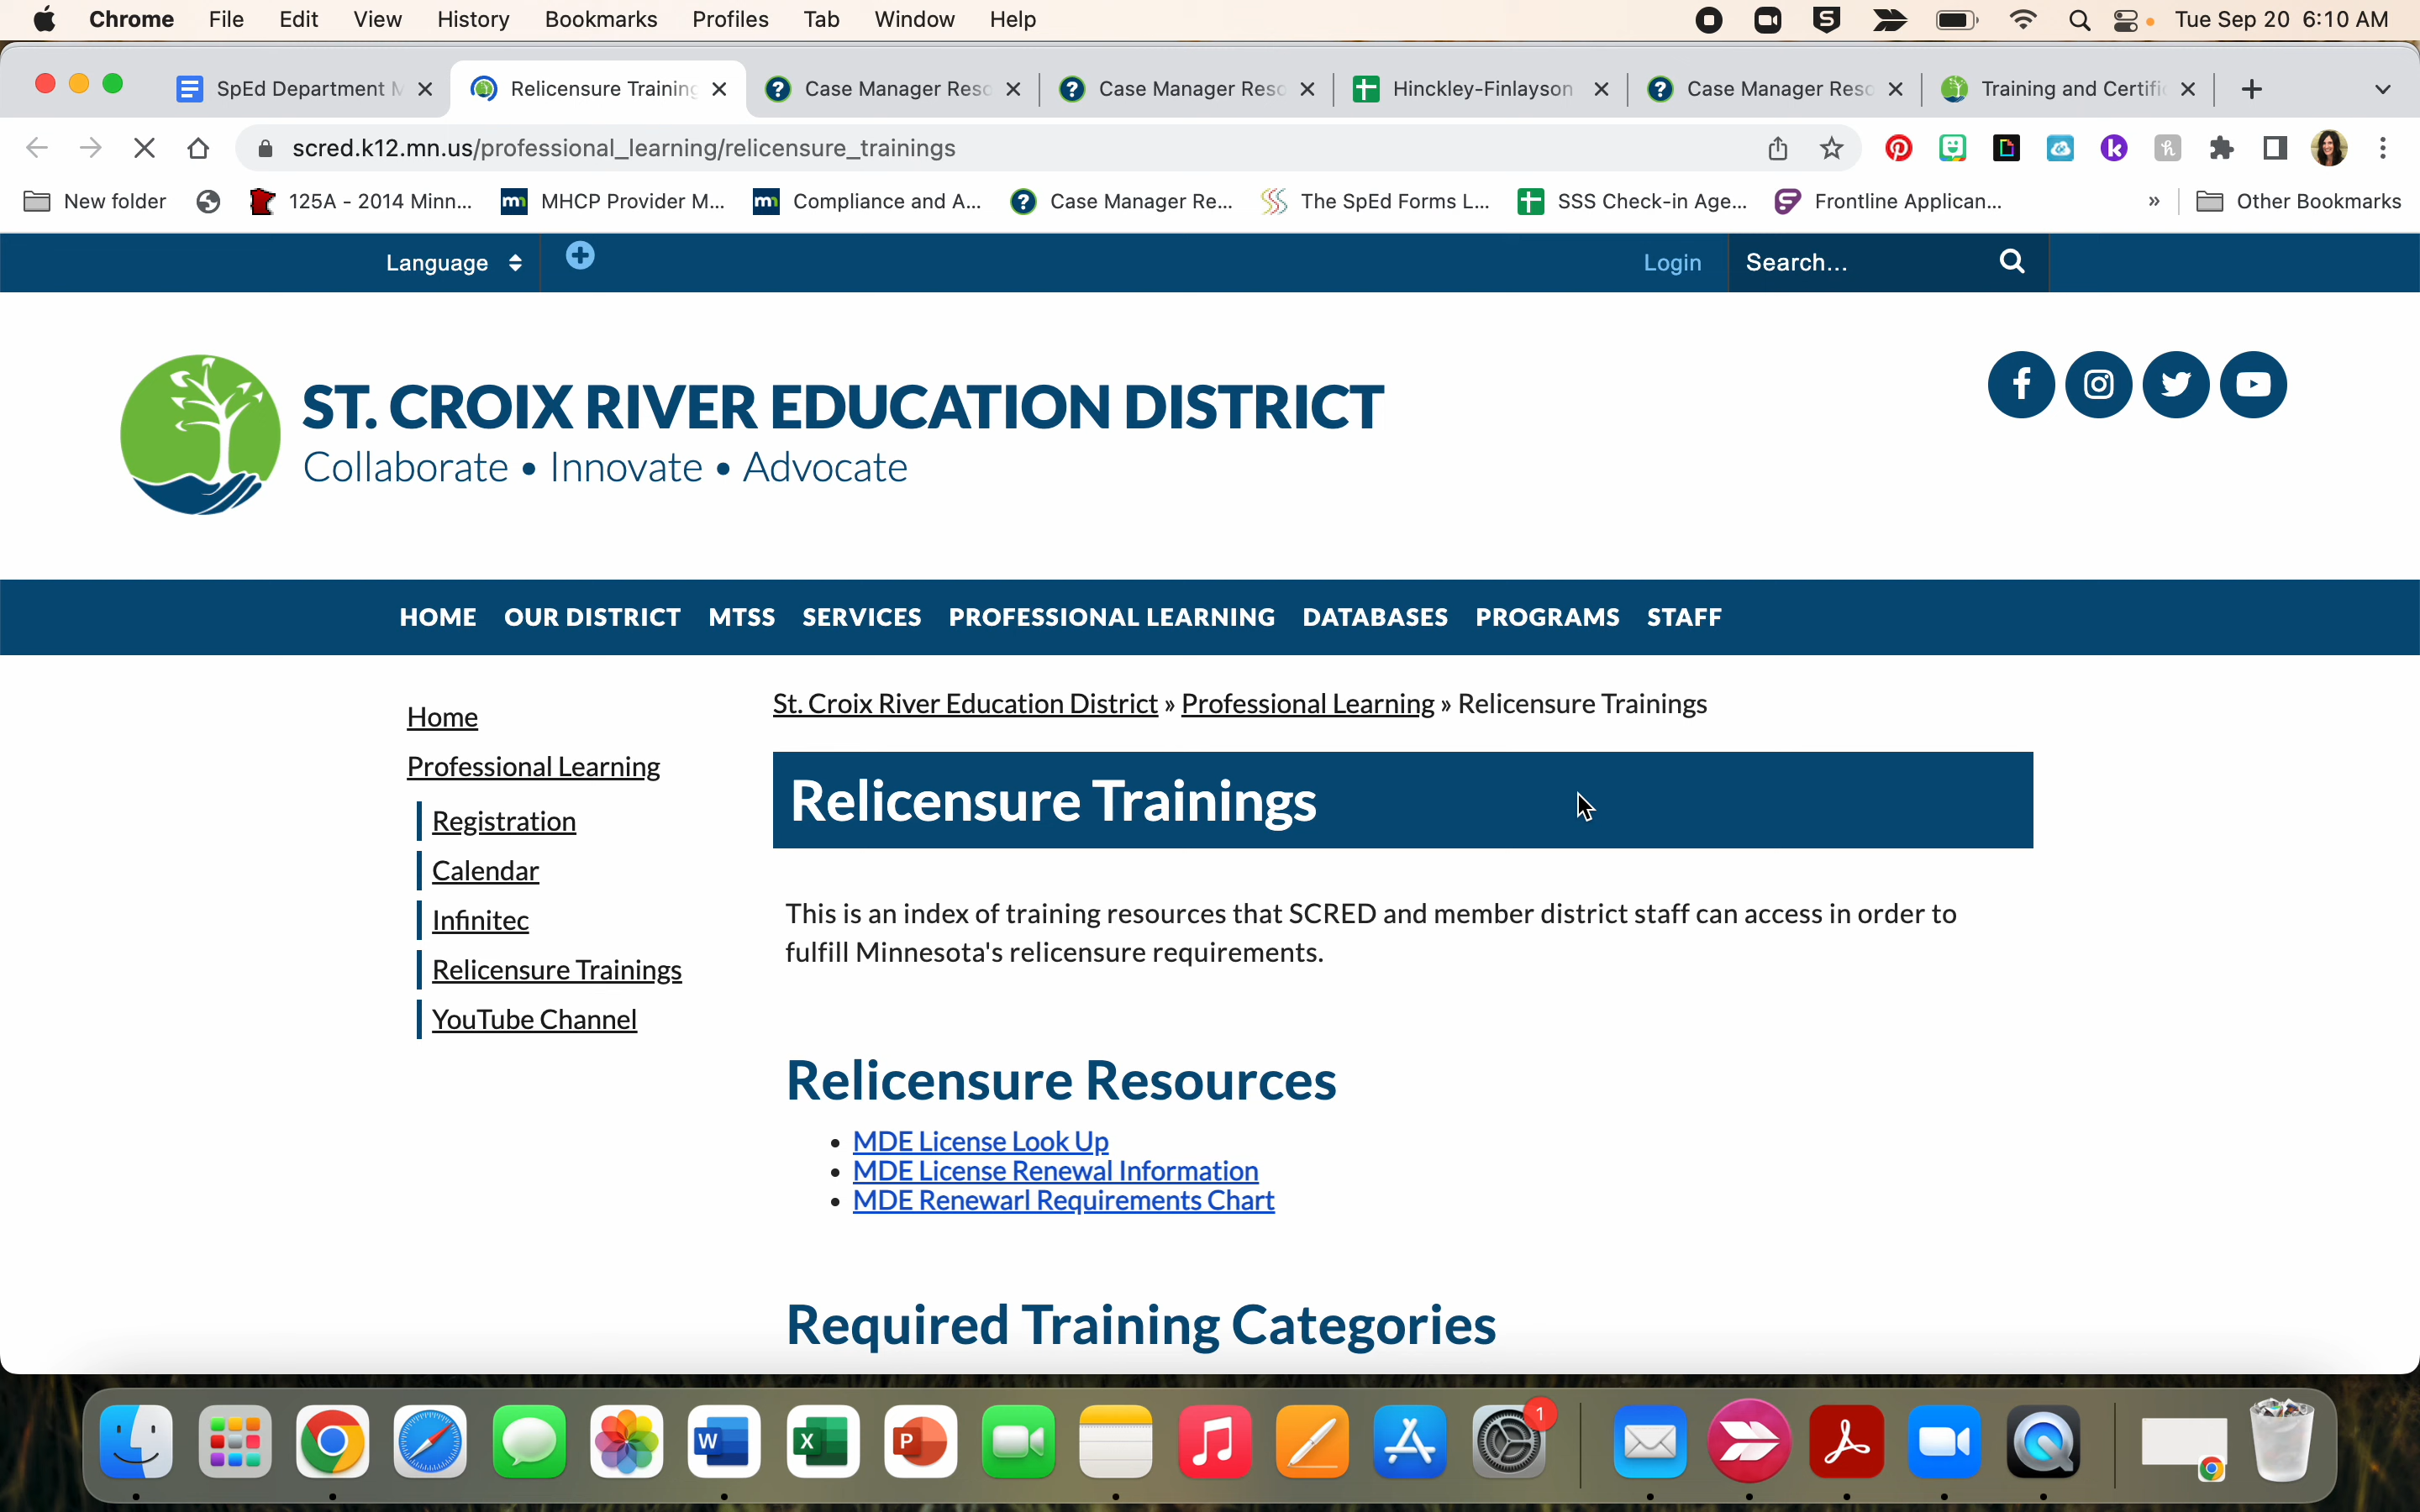 Chrome File Edit View History Bookmarks Profiles Tab Window Help Tue Sep 20 6:10 AM
SpEd Department Relicensure Training Case Manager Reso Case Manager Reso Hinckley-Finlayson Case Manager Reso Training and Certific
scred.k12.mn.us/professional_learning/relicensure_trainings
New folder 125A - 2014 Minn... MHCP Provider M... Compliance and A... Case Manager Re... The SpEd Forms L... SSS Check-in Age... Frontline Applican... » Other Bookmarks
Language Login Search...
ST. CROIX RIVER EDUCATION DISTRICT
Collaborate • Innovate • Advocate
HOME OUR DISTRICT MTSS SERVICES PROFESSIONAL LEARNING DATABASES PROGRAMS STAFF
Home
Professional Learning
Registration
Calendar
Infinitec
Relicensure Trainings
YouTube Channel
St. Croix River Education District » Professional Learning » Relicensure Trainings
Relicensure Trainings
This is an index of training resources that SCRED and member district staff can access in order to
fulfill Minnesota's relicensure requirements.
Relicensure Resources
• MDE License Look Up
• MDE License Renewal Information
• MDE Renewarl Requirements Chart
Required Training Categories
1